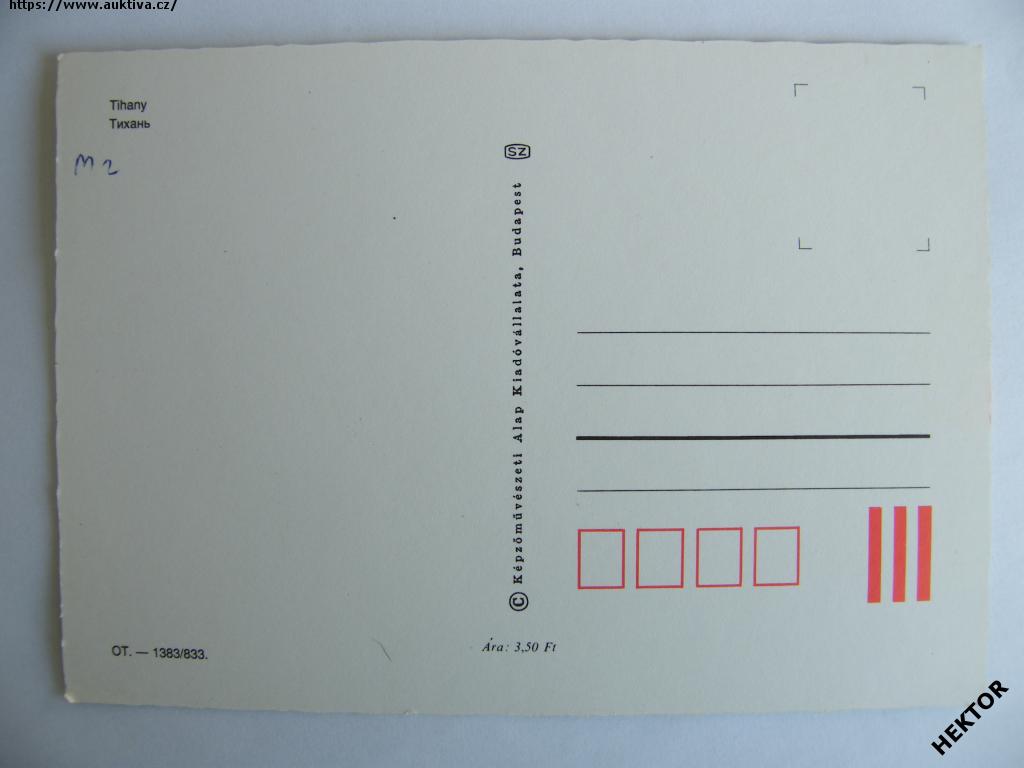 https://www.auktiva.cz/
Tihany
Тихань
M 2
SZ
© Képzőművészeti Alap Kiadóvállalata, Budapest
OT. — 1383/833.
Ára: 3,50 Ft
HEKTOR